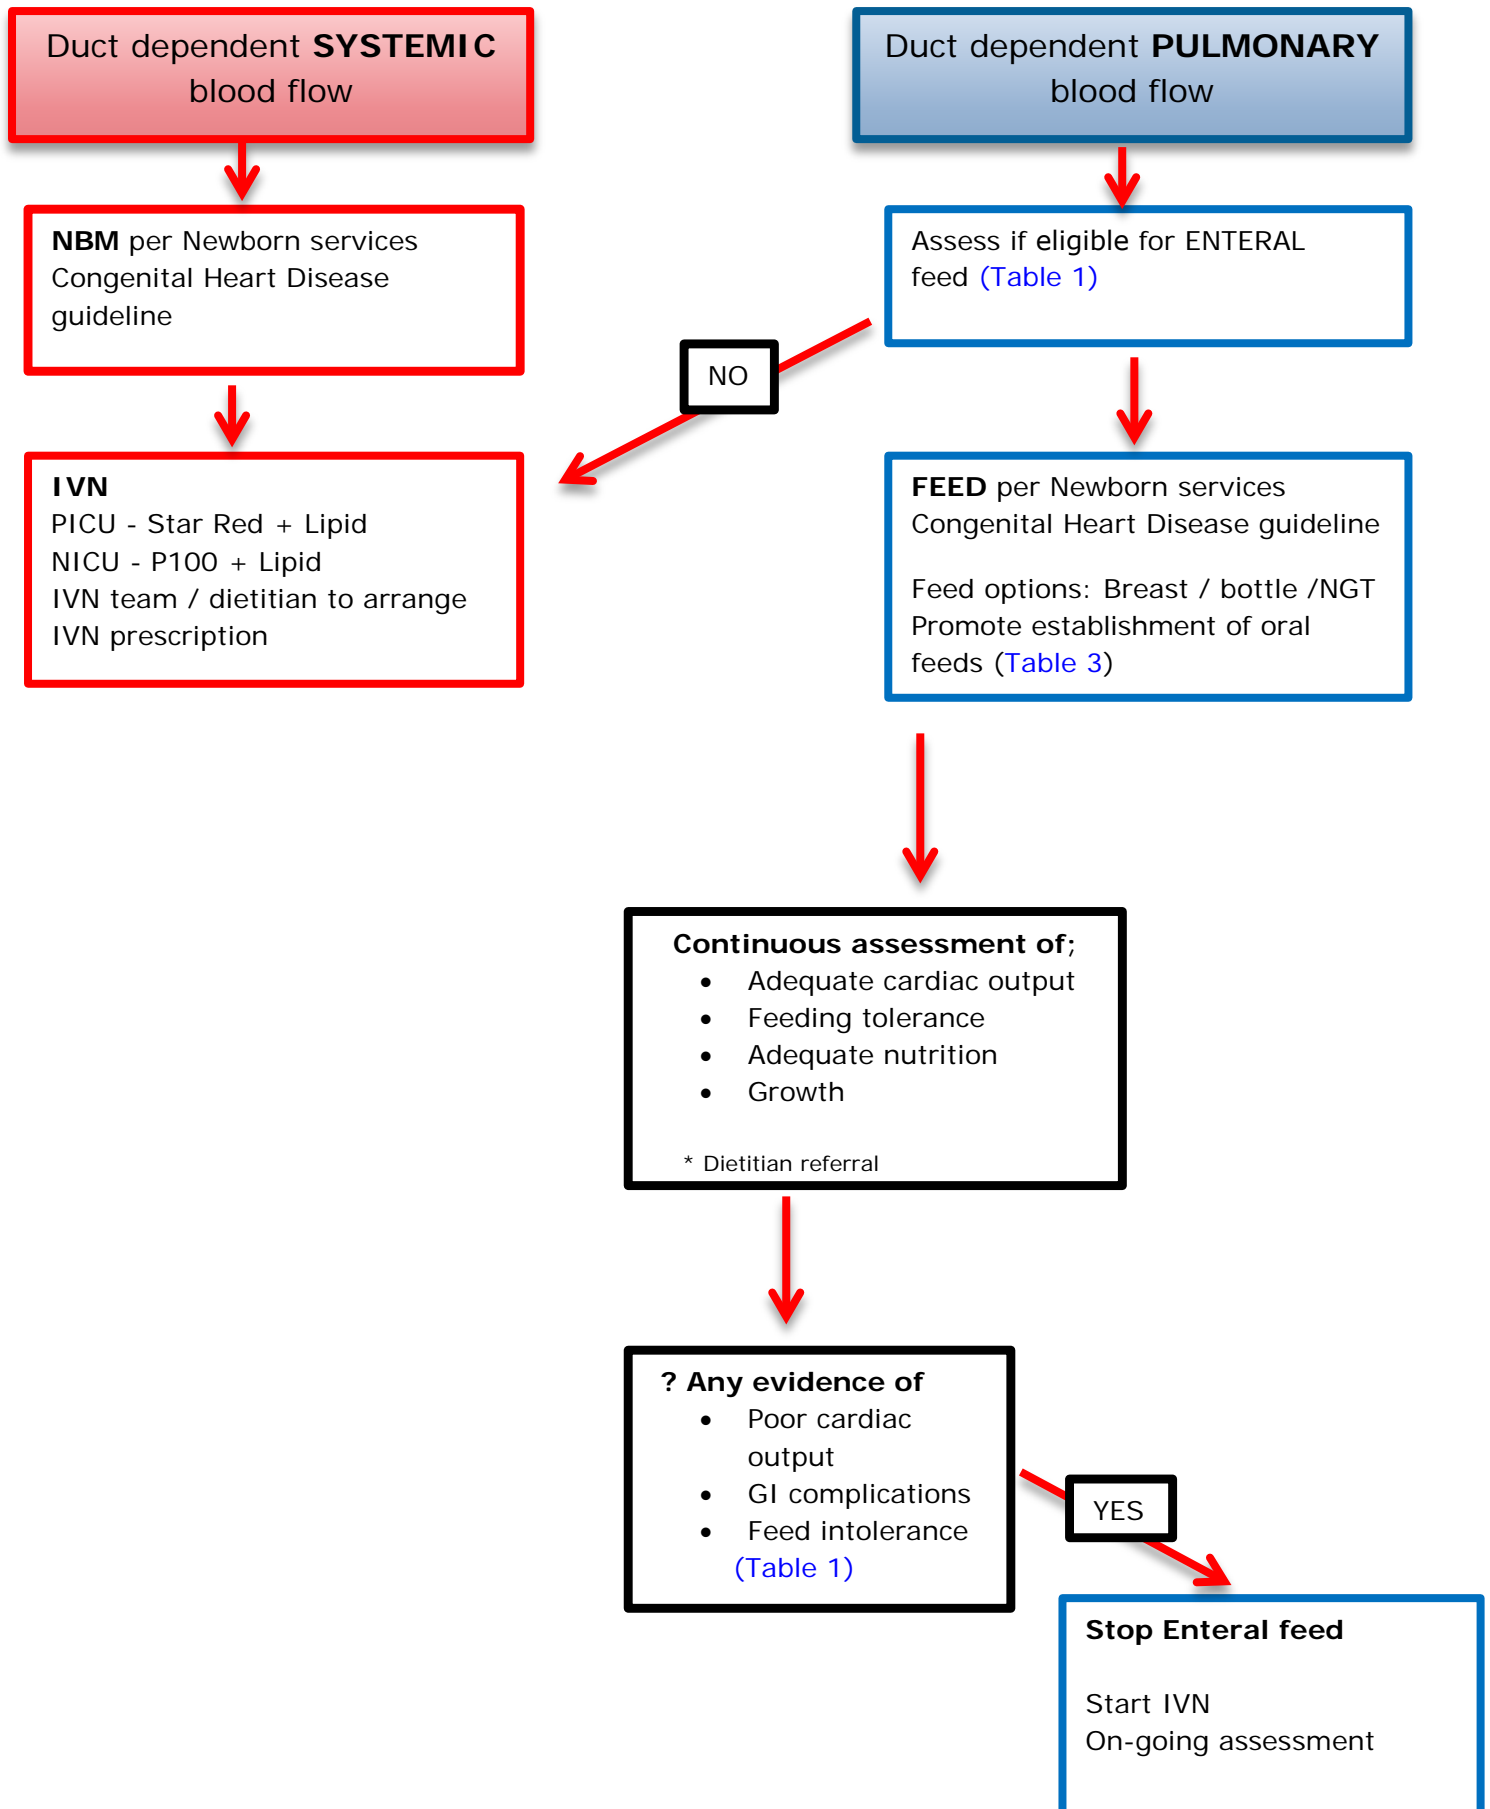 Duct dependent SYSTEMIC
blood flow
Duct dependent PULMONARY
blood flow
NBM per Newborn services
Congenital Heart Disease
guideline
Assess if eligible for ENTERAL
feed (Table 1)
NO
IVN
PICU - Star Red + Lipid
NICU - P100 + Lipid
IVN team / dietitian to arrange
IVN prescription
FEED per Newborn services
Congenital Heart Disease guideline
Feed options: Breast / bottle /NGT
Promote establishment of oral
feeds (Table 3)
Continuous assessment of;
• Adequate cardiac output
• Feeding tolerance
• Adequate nutrition
• Growth
* Dietitian referral
? Any evidence of
• Poor cardiac
output
• GI complications
• Feed intolerance
(Table 1)
YES
Stop Enteral feed
Start IVN
On-going assessment